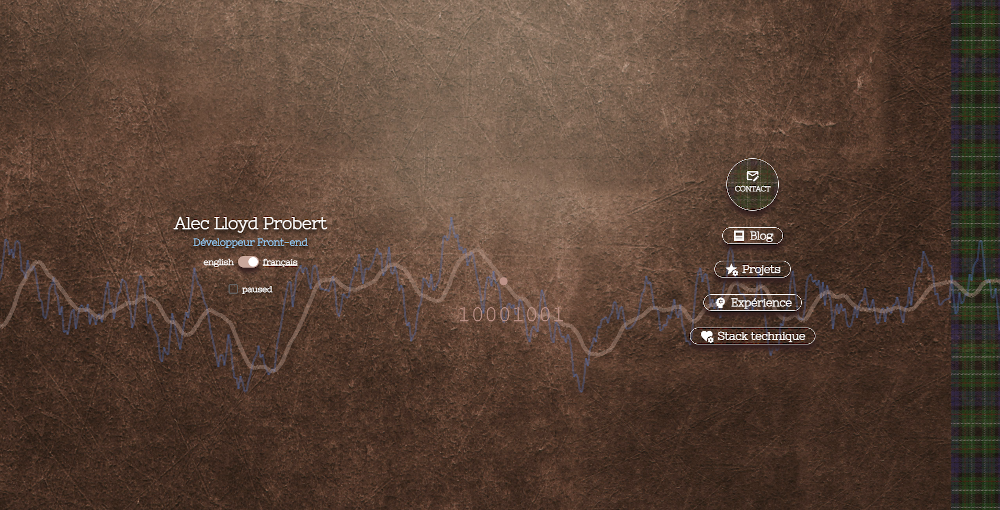 Alec Lloyd Probert
Développeur Front-end
english français
paused
10001001
CONTACT
Blog
Projets
Expérience
Stack technique